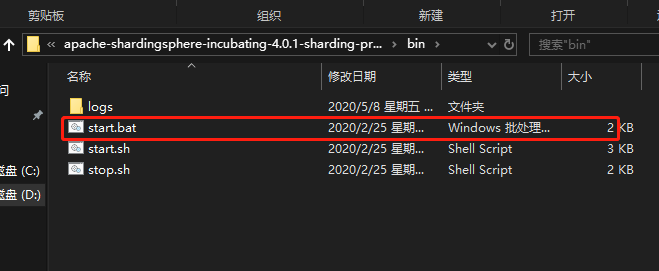 剪贴板 组织 新建 打开
apache-shardingsphere-incubating-4.0.1-sharding-pr... › bin › 搜索"bin"
名称 修改日期 类型 大小
问
logs 2020/5/8 星期五 ... 文件夹
start.bat 2020/2/25 星期... Windows 批处理... 2 KB
start.sh 2020/2/25 星期... Shell Script 3 KB
磁盘 (C:) stop.sh 2020/2/25 星期... Shell Script 2 KB
磁盘 (D:)